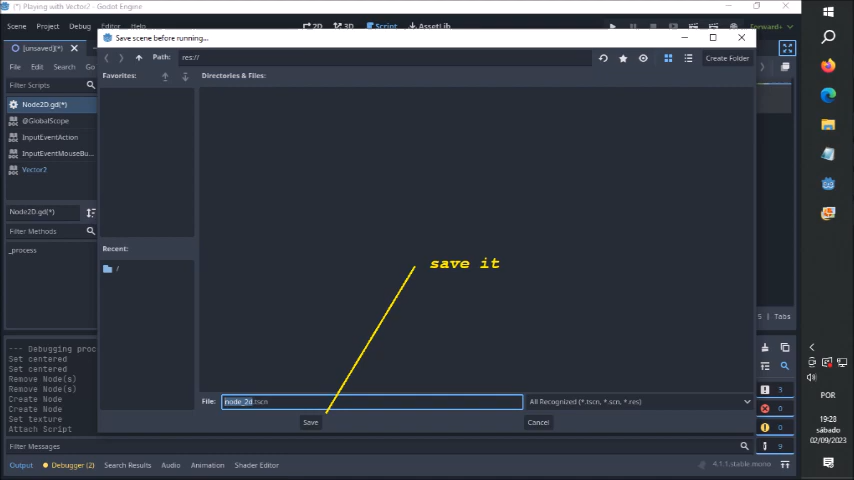 (*) Playing with Vector2 - Godot Engine
Scene Project Debug Editor Help
2D 3D Script AssetLib
Forward+
[unsaved](*)
Save scene before running...
Path: res://
Create Folder
File Edit Search Go
Favorites:
Directories & Files:
Filter Scripts
Node2D.gd(*)
@GlobalScope
InputEventAction
InputEventMouseBu...
Vector2
Node2D.gd(*)
Filter Methods
_process
Recent:
/
save it
Tabs
--- Debugging proc
Set centered
Set centered
Remove Node(s)
Remove Node(s)
Create Node
Create Node
Set texture
Attach Script
File: node_2d.tscn
All Recognized (*.tscn, *.scn, *.res)
Save
Cancel
3
0
0
9
Filter Messages
Output Debugger (2) Search Results Audio Animation Shader Editor
4.1.1.stable.mono
POR
19:28
sábado
02/09/2023